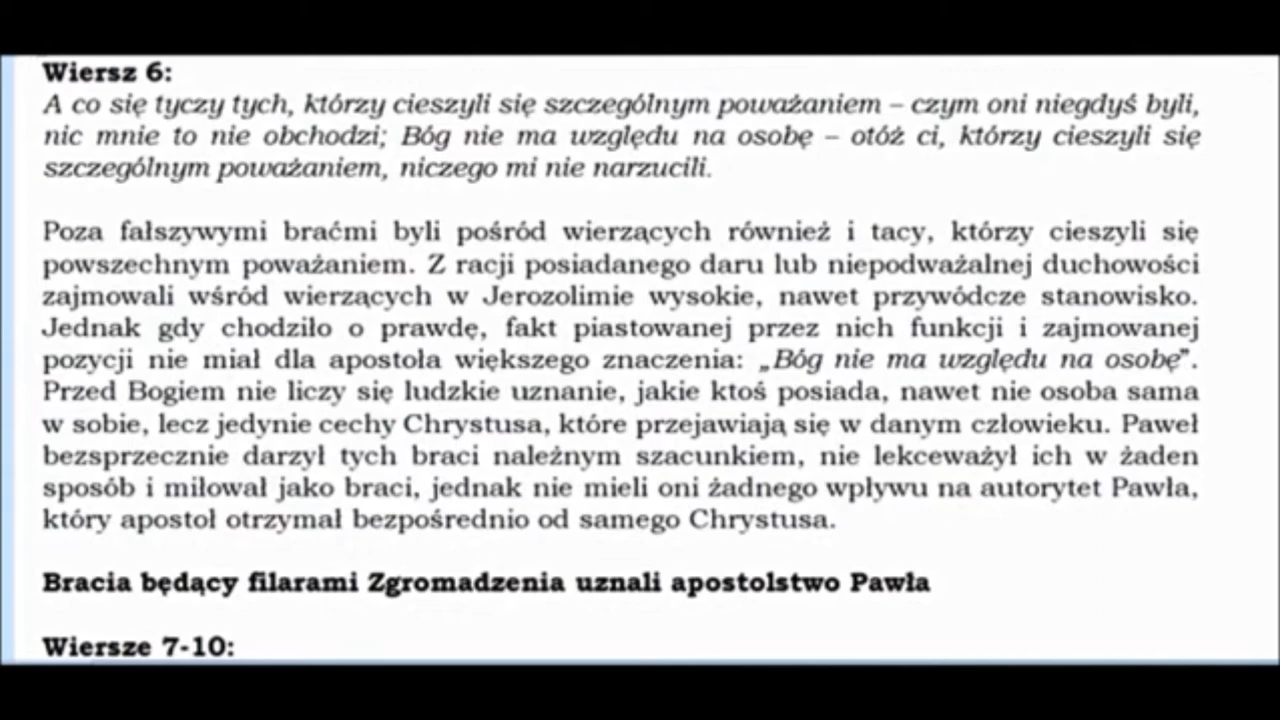 Wiersz 6:
A co się tyczy tych, którzy cieszyli się szczególnym poważaniem – czym oni niegdyś byli,
nic mnie to nie obchodzi; Bóg nie ma względu na osobę – otóż ci, którzy cieszyli się
szczególnym poważaniem, niczego mi nie narzucili.
Poza fałszywymi braćmi byli pośród wierzących również i tacy, którzy cieszyli się
powszechnym poważaniem. Z racji posiadanego daru lub niepodważalnej duchowości
zajmowali wśród wierzących w Jerozolimie wysokie, nawet przywódcze stanowisko.
Jednak gdy chodziło o prawdę, fakt piastowanej przez nich funkcji i zajmowanej
pozycji nie miał dla apostoła większego znaczenia: „Bóg nie ma względu na osobę”.
Przed Bogiem nie liczy się ludzkie uznanie, jakie ktoś posiada, nawet nie osoba sama
w sobie, lecz jedynie cechy Chrystusa, które przejawiają się w danym człowieku. Paweł
bezsprzecznie darzył tych braci należnym szacunkiem, nie lekceważył ich w żaden
sposób i miłował jako braci, jednak nie mieli oni żadnego wpływu na autorytet Pawła,
który apostoł otrzymał bezpośrednio od samego Chrystusa.
Bracia będący filarami Zgromadzenia uznali apostolstwo Pawła
Wiersze 7-10: